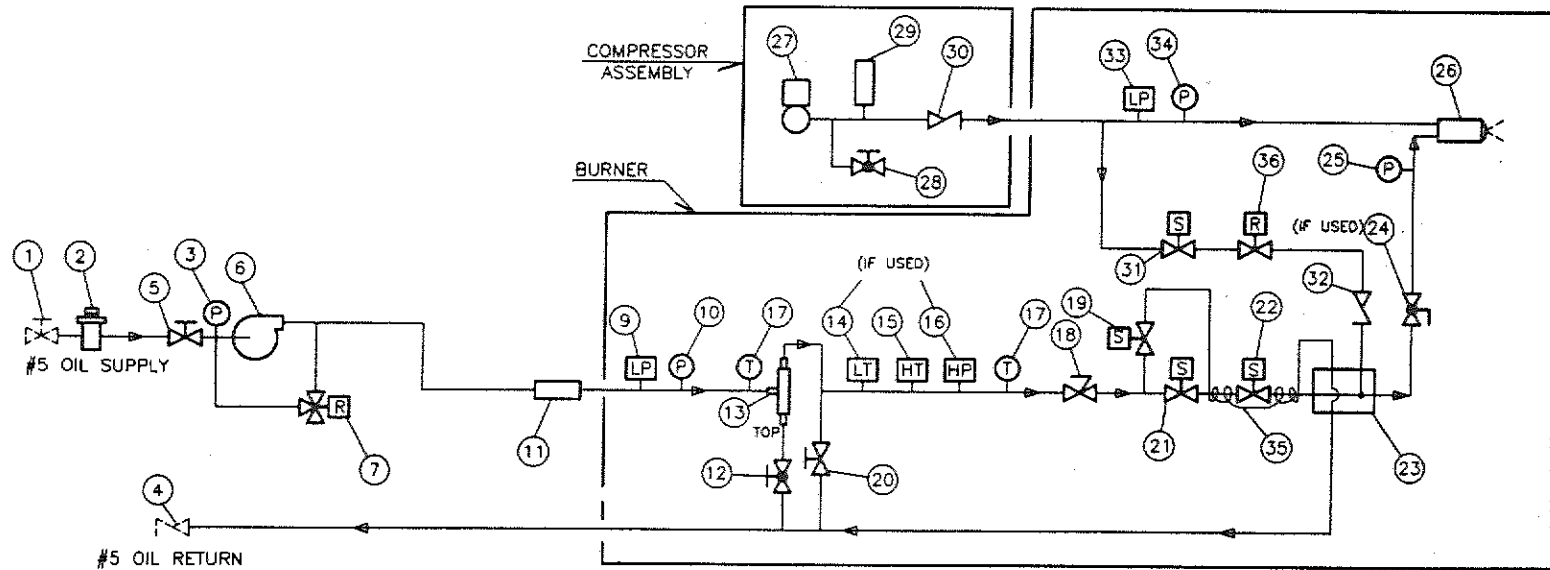 COMPRESSOR
ASSEMBLY
27
29
30
28
33
34
LP
P
26
BURNER
25
P
36
S
R
(IF USED)
24
31
32
1
2
3
5
6
P
#5 OIL SUPPLY
R
7
(IF USED)
9
10
17
14
15
16
17
18
19
22
LP
P
T
LT
HT
HP
T
S
S
S
13
TOP
11
12
20
21
35
23
4
#5 OIL RETURN